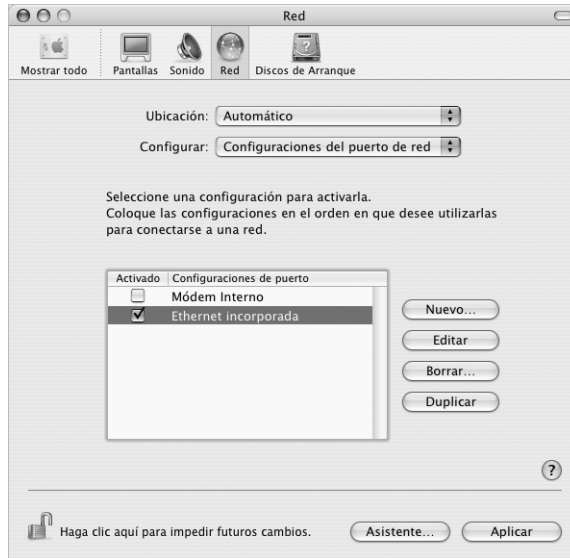 Red
Mostrar todo
Pantallas
Sonido
Red
Discos de Arranque
Ubicación: Automático
Configurar: Configuraciones del puerto de red
Seleccione una configuración para activarla.
Coloque las configuraciones en el orden en que desee utilizarlas
para conectarse a una red.
Activado Configuraciones de puerto
Módem Interno
Ethernet incorporada
Nuevo...
Editar
Borrar...
Duplicar
?
Haga clic aquí para impedir futuros cambios.
Asistente...
Aplicar